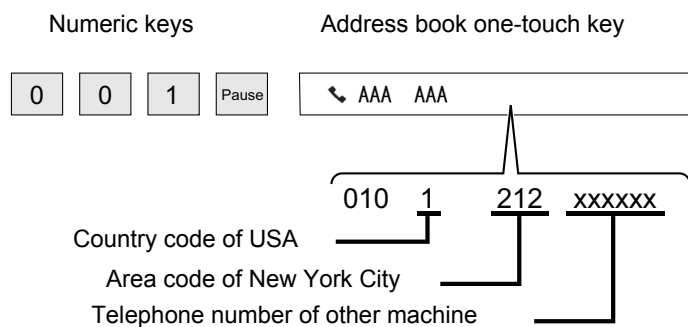 Numeric keys Address book one-touch key
0 0 1 Pause AAA AAA
010 1 212 xxxxxx
Country code of USA
Area code of New York City
Telephone number of other machine